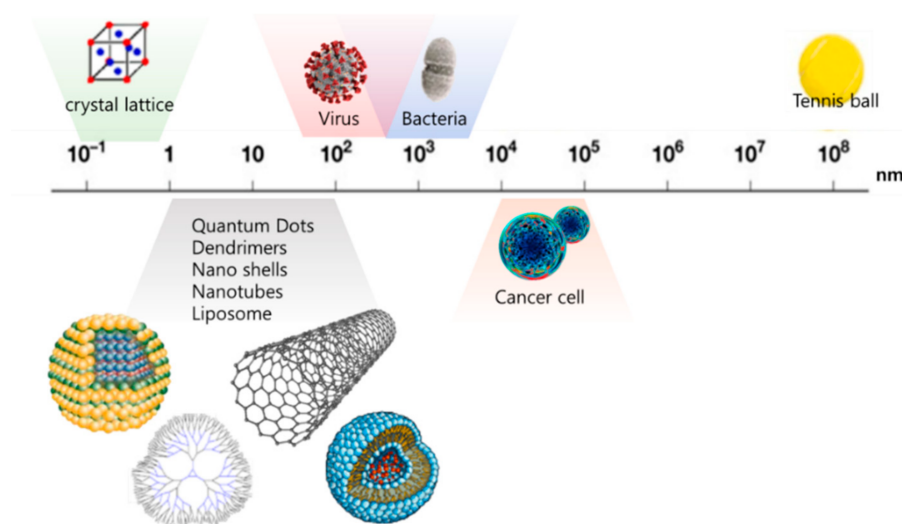 crystal lattice
Virus
Bacteria
Tennis ball
10⁻¹ 1 10 10² 10³ 10⁴ 10⁵ 10⁶ 10⁷ 10⁸
nm
Quantum Dots
Dendrimers
Nano shells
Nanotubes
Liposome
Cancer cell